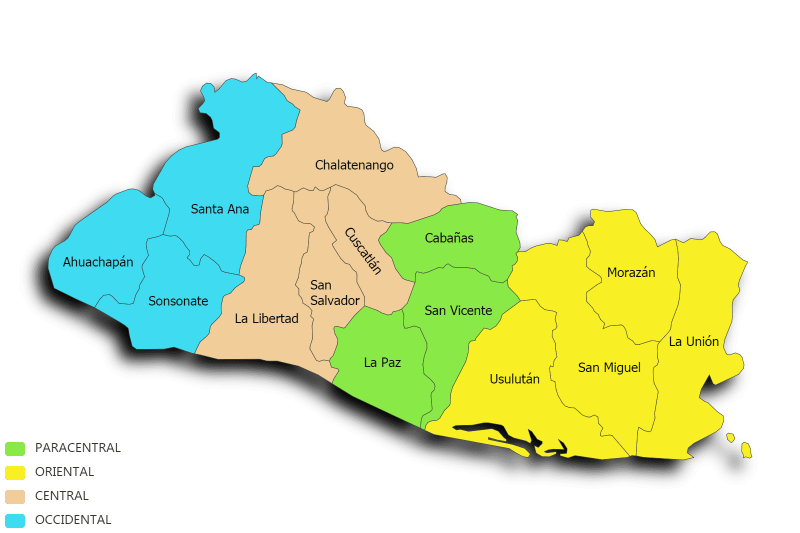 Chalatenango
Santa Ana
Cabañas
Cuscatlán
Ahuachapán
Morazán
Sonsonate
San
Salvador
La Libertad
San Vicente
La Unión
La Paz
Usulután
San Miguel
PARACENTRAL
ORIENTAL
CENTRAL
OCCIDENTAL